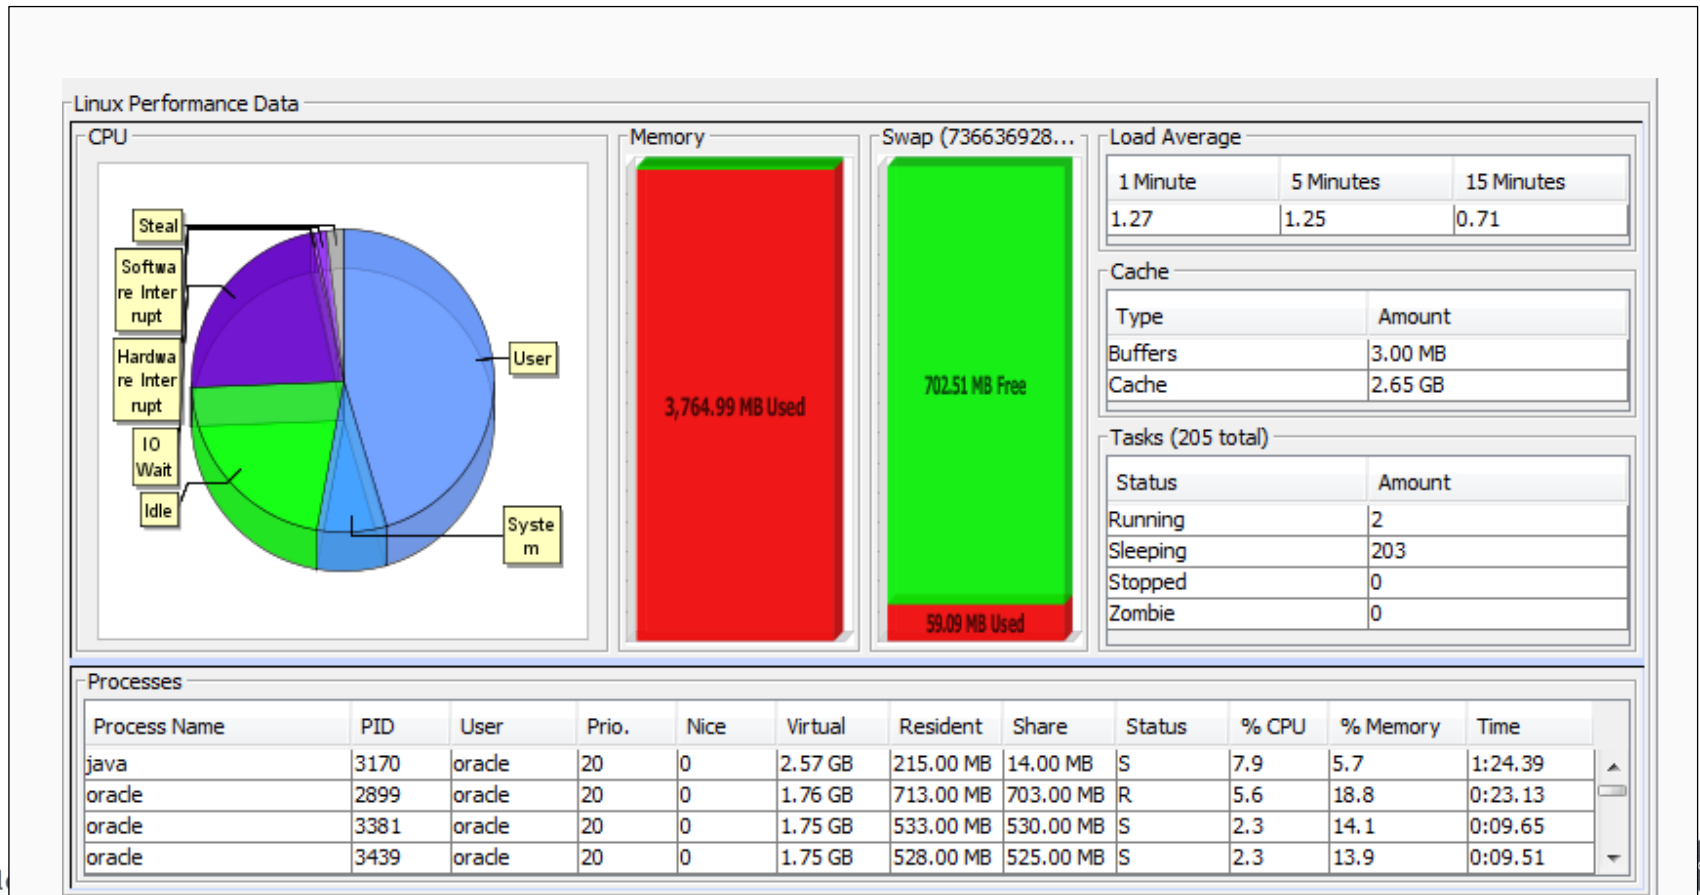 Linux Performance Data
CPU
Steal
Softwa
re Inter
rupt
Hardwa
re Inter
rupt
IO
Wait
Idle
User
Syste
m
Memory
3,764.99 MB Used
Swap (736636928...
702.51 MB Free
59.09 MB Used
Load Average
1 Minute 5 Minutes 15 Minutes
1.27 1.25 0.71
Cache
Type Amount
Buffers 3.00 MB
Cache 2.65 GB
Tasks (205 total)
Status Amount
Running 2
Sleeping 203
Stopped 0
Zombie 0
Processes
Process Name PID User Prio. Nice Virtual Resident Share Status % CPU % Memory Time
java 3170 oracle 20 0 2.57 GB 215.00 MB 14.00 MB S 7.9 5.7 1:24.39
oracle 2899 oracle 20 0 1.76 GB 713.00 MB 703.00 MB R 5.6 18.8 0:23.13
oracle 3381 oracle 20 0 1.75 GB 533.00 MB 530.00 MB S 2.3 14.1 0:09.65
oracle 3439 oracle 20 0 1.75 GB 528.00 MB 525.00 MB S 2.3 13.9 0:09.51